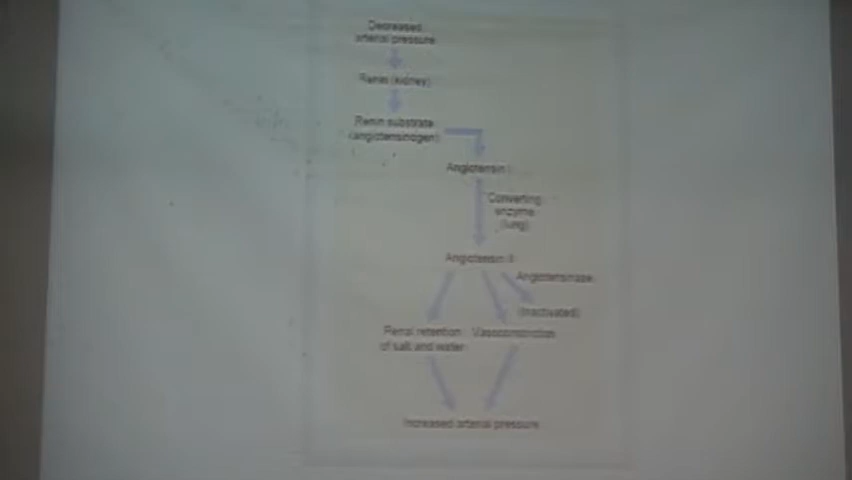 Decreased
arterial pressure
Renin (kidney)
Renin substrate
(angiotensinogen)
Angiotensin I
Converting
enzyme
(lung)
Angiotensin II
Angiotensinase
(Inactivated)
Renal retention
of salt and water
Vasoconstriction
Increased arterial pressure